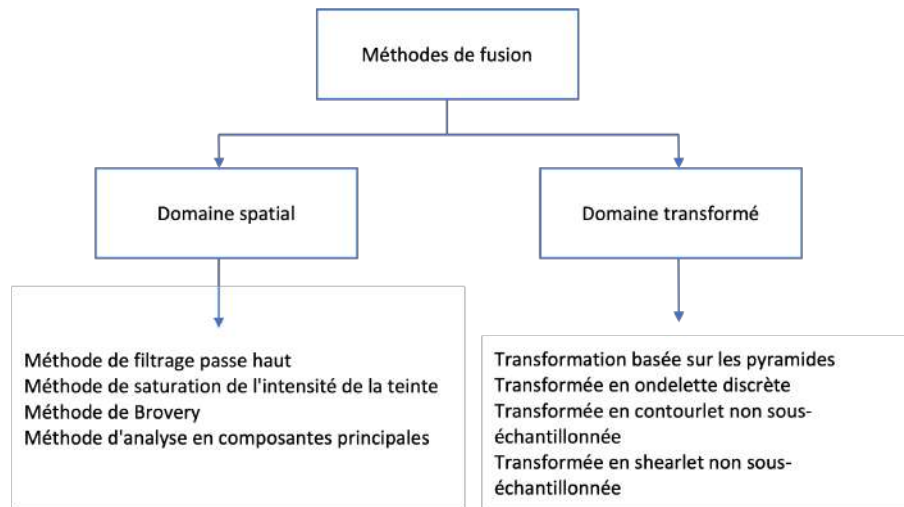 Méthodes de fusion
Domaine spatial
Domaine transformé
Méthode de filtrage passe haut
Méthode de saturation de l'intensité de la teinte
Méthode de Brovery
Méthode d'analyse en composantes principales
Transformation basée sur les pyramides
Transformée en ondelette discrète
Transformée en contourlet non sous-
échantillonnée
Transformée en shearlet non sous-
échantillonnée